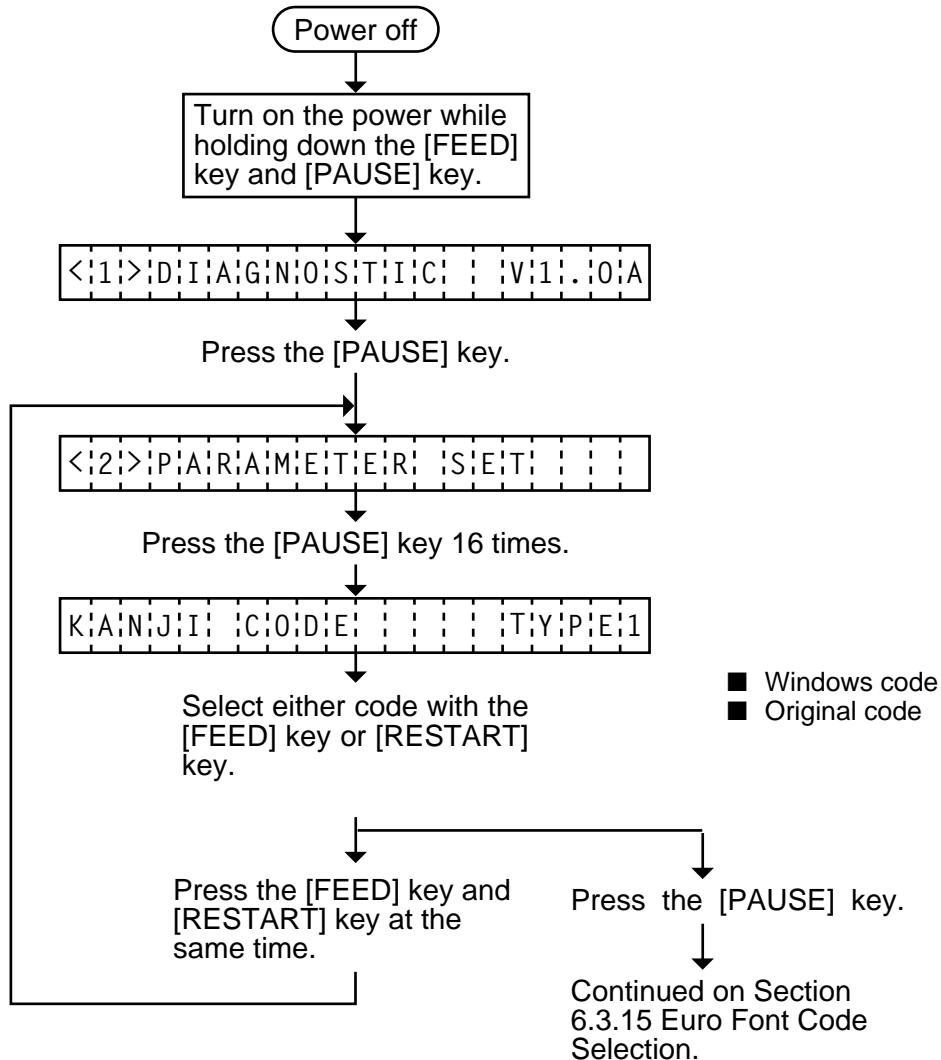 Power off
Turn on the power while
holding down the [FEED]
key and [PAUSE] key.
<1>DIAGNOSTIC  V1.0A
Press the [PAUSE] key.
<2>PARAMETER SET
Press the [PAUSE] key 16 times.
KANJI CODE     TYPE1
Select either code with the
[FEED] key or [RESTART]
key.
■ Windows code
■ Original code
Press the [FEED] key and
[RESTART] key at the
same time.
Press the [PAUSE] key.
Continued on Section
6.3.15 Euro Font Code
Selection.